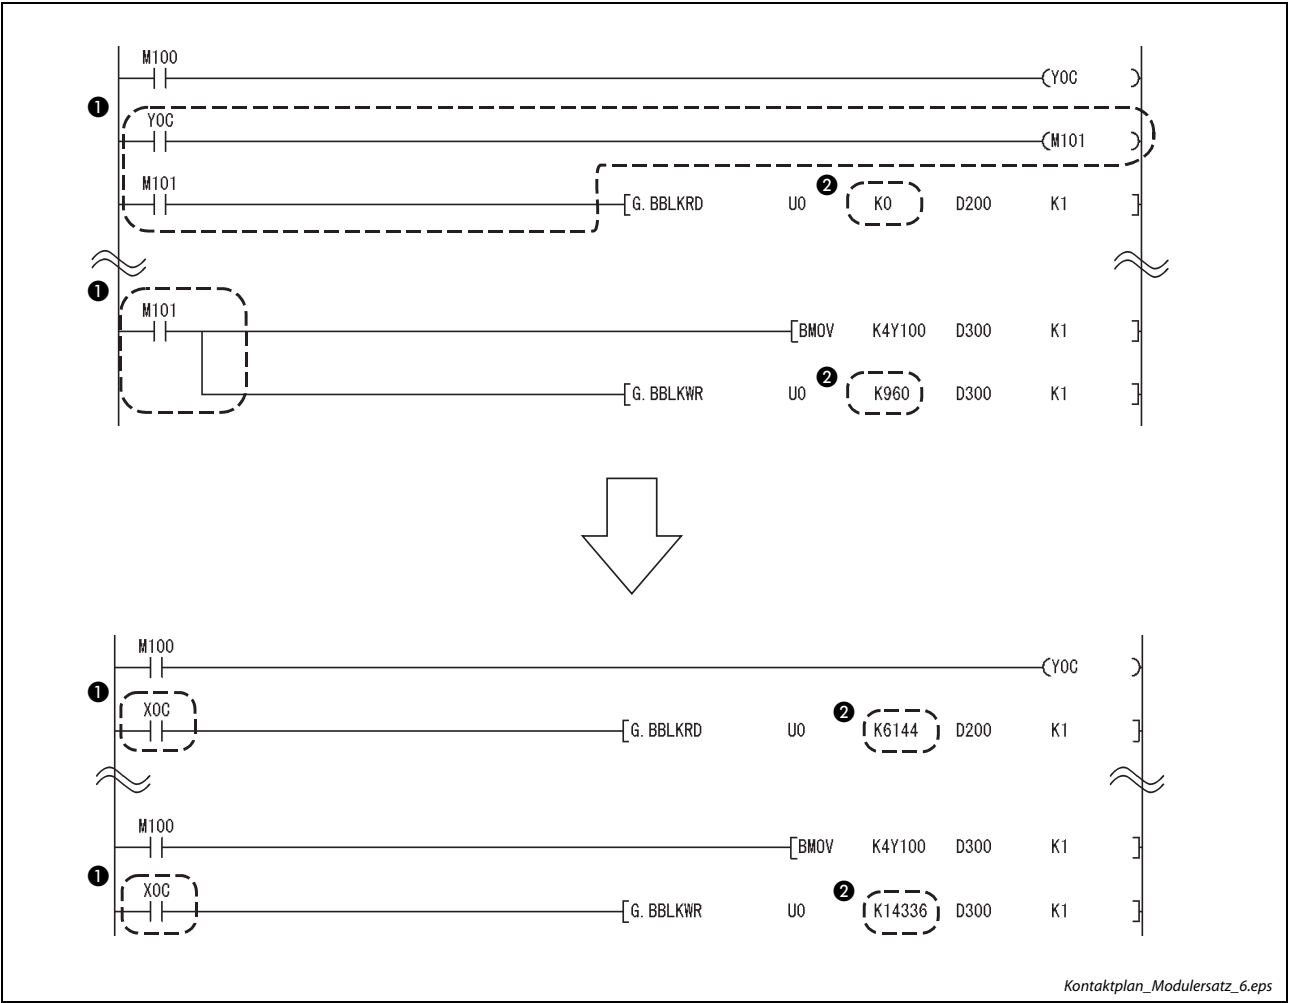 M100
(Y0C )
❶
Y0C
(M101 )
M101
[G.BBLKRD U0 ❷ K0 D200 K1 ]
❶
M101
[BMOV K4Y100 D300 K1 ]
[G.BBLKWR U0 ❷ K960 D300 K1 ]
M100
(Y0C )
❶
X0C
[G.BBLKRD U0 ❷ K6144 D200 K1 ]
M100
[BMOV K4Y100 D300 K1 ]
❶
X0C
[G.BBLKWR U0 ❷ K14336 D300 K1 ]
Kontaktplan_Modulersatz_6.eps